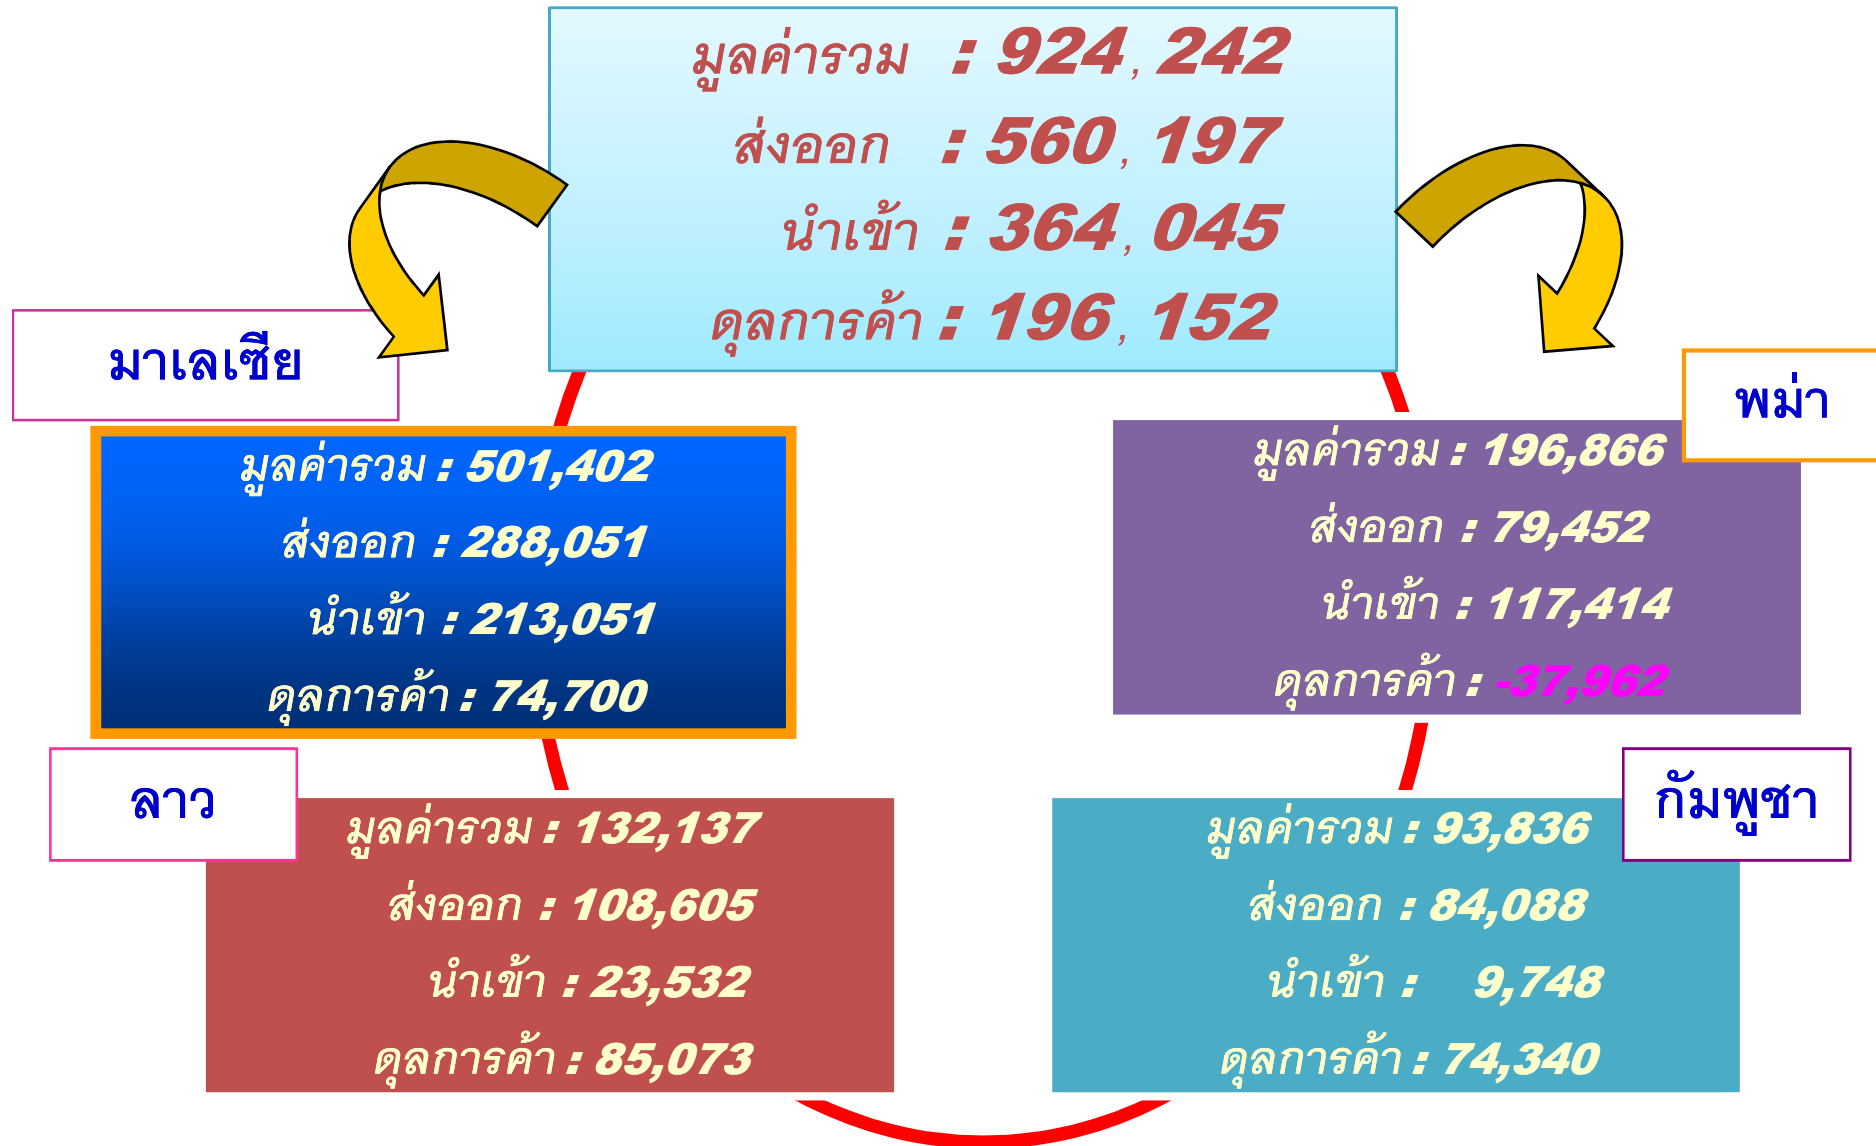 มูลค่ารวม : 924,242
ส่งออก : 560,197
นำเข้า : 364,045
ดุลการค้า : 196,152
มาเลเซีย
มูลค่ารวม : 501,402
ส่งออก : 288,051
นำเข้า : 213,051
ดุลการค้า : 74,700
พม่า
มูลค่ารวม : 196,866
ส่งออก : 79,452
นำเข้า : 117,414
ดุลการค้า : -37,962
ลาว
มูลค่ารวม : 132,137
ส่งออก : 108,605
นำเข้า : 23,532
ดุลการค้า : 85,073
กัมพูชา
มูลค่ารวม : 93,836
ส่งออก : 84,088
นำเข้า : 9,748
ดุลการค้า : 74,340